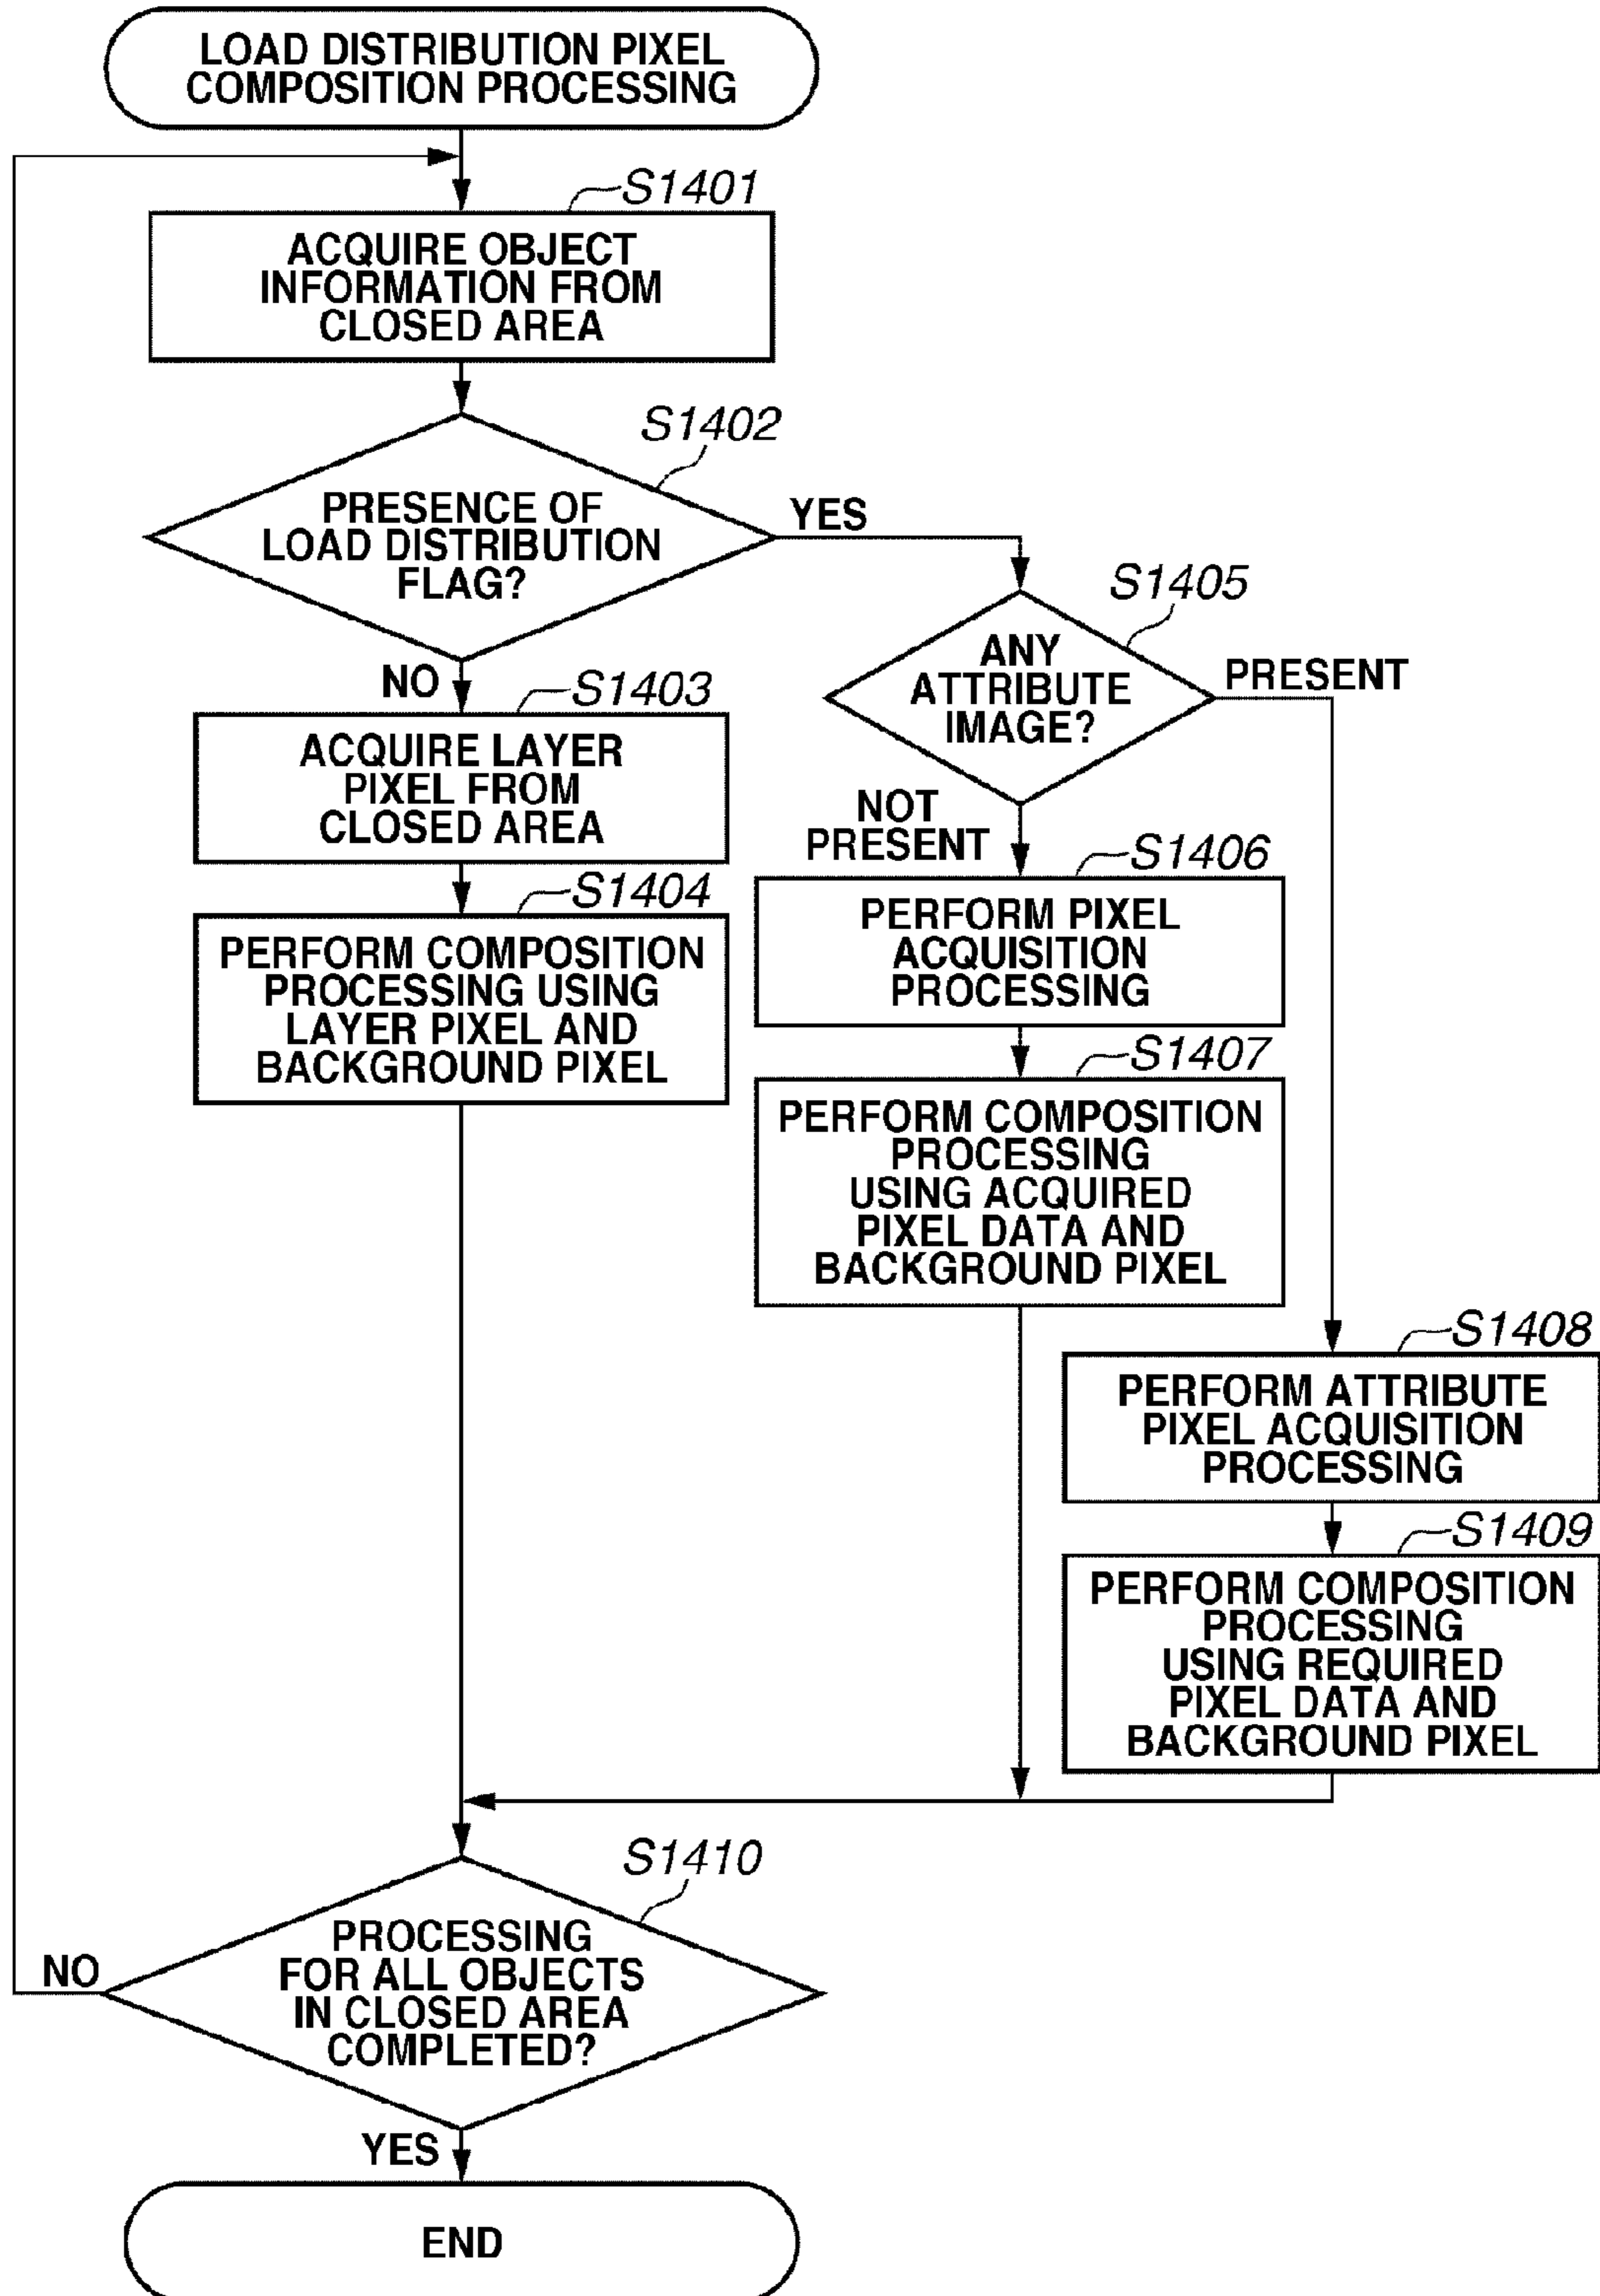 LOAD DISTRIBUTION PIXEL
COMPOSITION PROCESSING
S1401
ACQUIRE OBJECT
INFORMATION FROM
CLOSED AREA
S1402
PRESENCE OF
LOAD DISTRIBUTION
FLAG?
YES
NO
S1403
ACQUIRE LAYER
PIXEL FROM
CLOSED AREA
S1404
PERFORM COMPOSITION
PROCESSING USING
LAYER PIXEL AND
BACKGROUND PIXEL
S1405
ANY
ATTRIBUTE
IMAGE?
PRESENT
NOT
PRESENT
S1406
PERFORM PIXEL
ACQUISITION
PROCESSING
S1407
PERFORM COMPOSITION
PROCESSING
USING ACQUIRED
PIXEL DATA AND
BACKGROUND PIXEL
S1408
PERFORM ATTRIBUTE
PIXEL ACQUISITION
PROCESSING
S1409
PERFORM COMPOSITION
PROCESSING
USING REQUIRED
PIXEL DATA AND
BACKGROUND PIXEL
S1410
PROCESSING
FOR ALL OBJECTS
IN CLOSED AREA
COMPLETED?
NO
YES
END